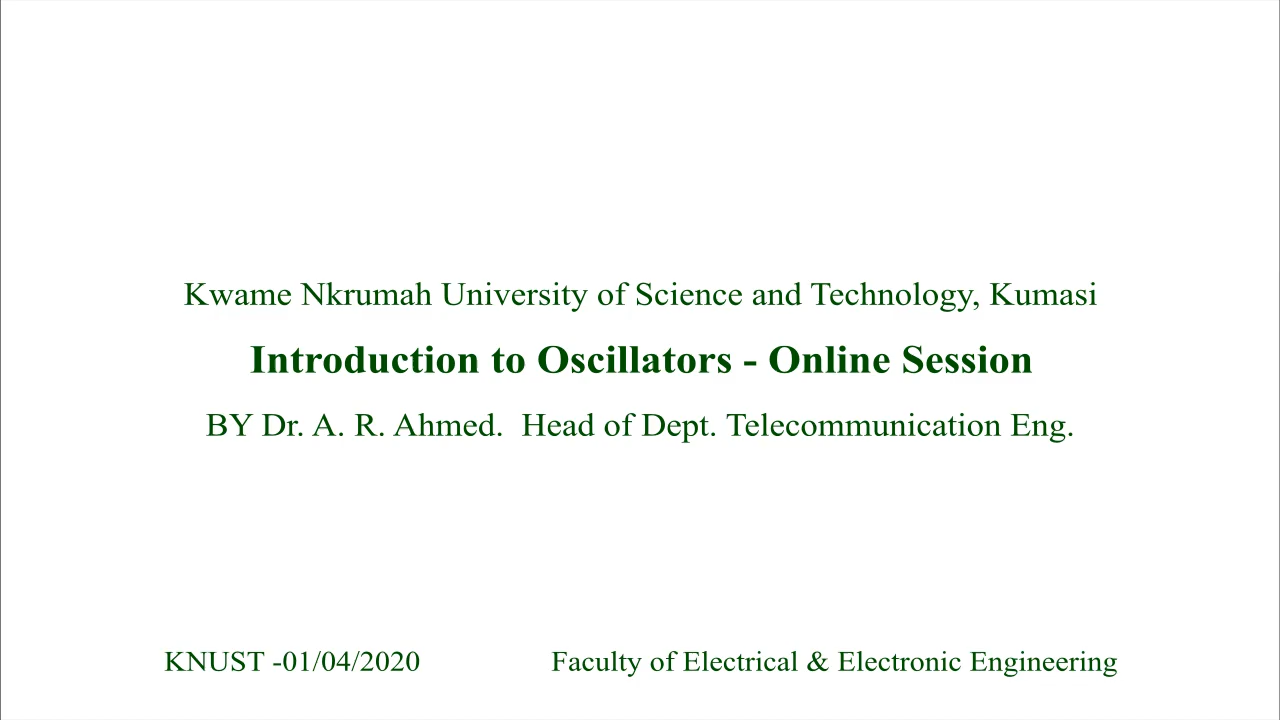 Kwame Nkrumah University of Science and Technology, Kumasi
Introduction to Oscillators - Online Session
BY Dr. A. R. Ahmed.  Head of Dept. Telecommunication Eng.
KNUST -01/04/2020 Faculty of Electrical & Electronic Engineering